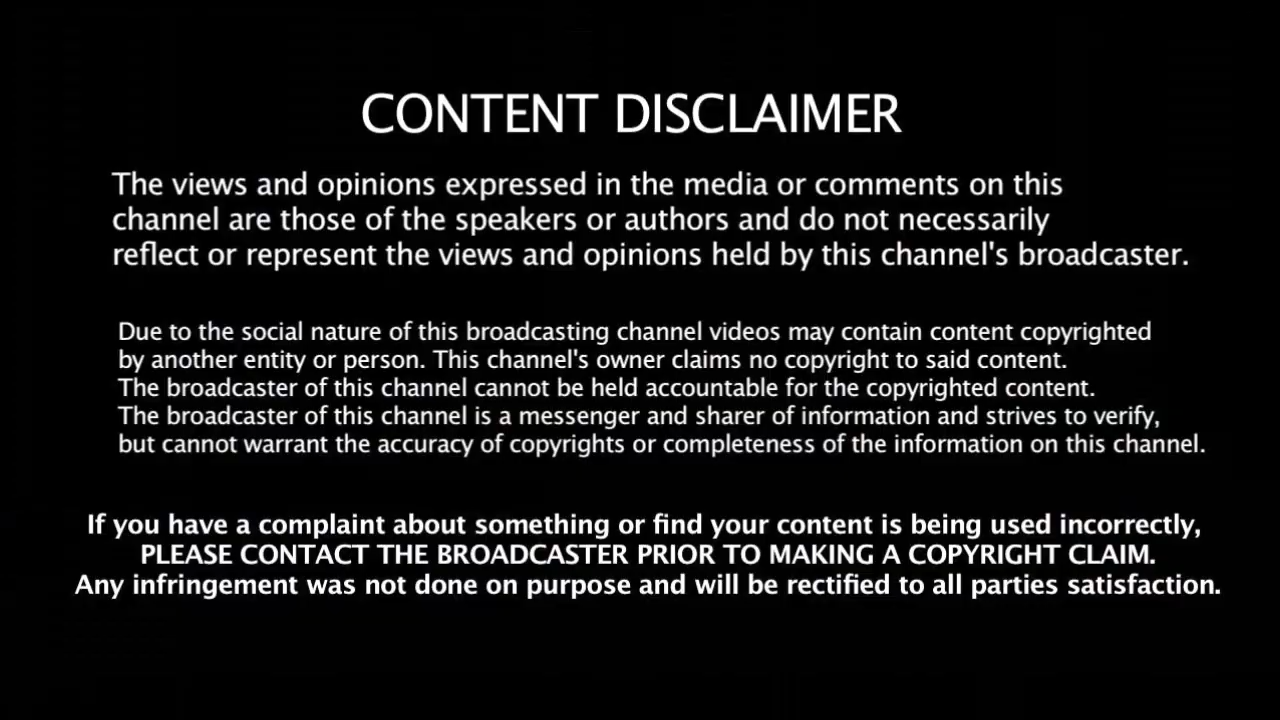 CONTENT DISCLAIMER
The views and opinions expressed in the media or comments on this
channel are those of the speakers or authors and do not necessarily
reflect or represent the views and opinions held by this channel's broadcaster.
Due to the social nature of this broadcasting channel videos may contain content copyrighted
by another entity or person. This channel's owner claims no copyright to said content.
The broadcaster of this channel cannot be held accountable for the copyrighted content.
The broadcaster of this channel is a messenger and sharer of information and strives to verify,
but cannot warrant the accuracy of copyrights or completeness of the information on this channel.
If you have a complaint about something or find your content is being used incorrectly,
PLEASE CONTACT THE BROADCASTER PRIOR TO MAKING A COPYRIGHT CLAIM.
Any infringement was not done on purpose and will be rectified to all parties satisfaction.